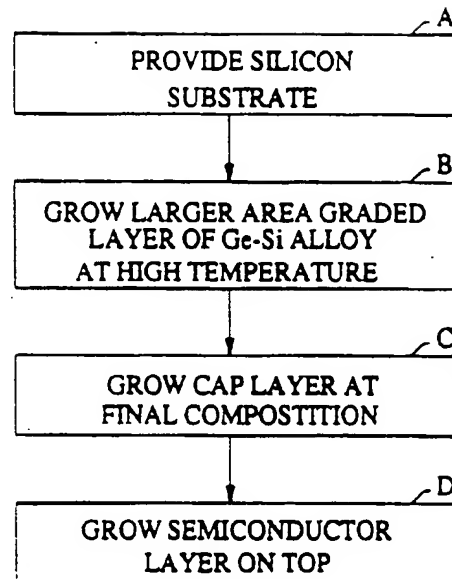 A
PROVIDE SILICON
SUBSTRATE
B
GROW LARGER AREA GRADED
LAYER OF Ge-Si ALLOY
AT HIGH TEMPERATURE
C
GROW CAP LAYER AT
FINAL COMPOSTITION
D
GROW SEMICONDUCTOR
LAYER ON TOP